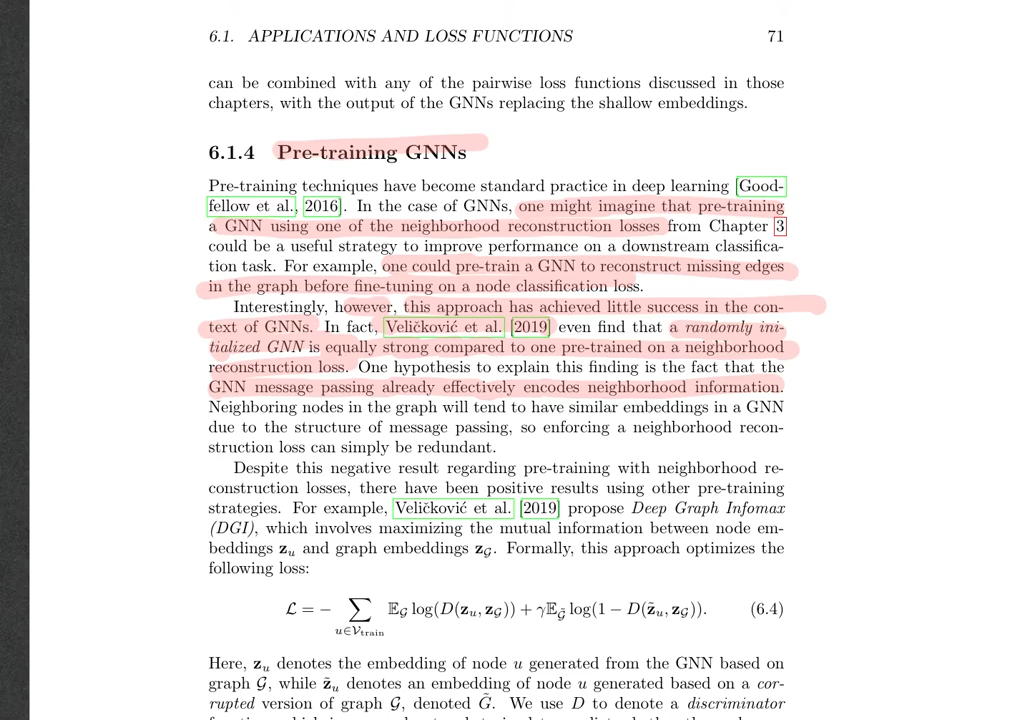 6.1. APPLICATIONS AND LOSS FUNCTIONS 71
can be combined with any of the pairwise loss functions discussed in those
chapters, with the output of the GNNs replacing the shallow embeddings.
6.1.4 Pre-training GNNs
Pre-training techniques have become standard practice in deep learning [Good-
fellow et al., 2016]. In the case of GNNs, one might imagine that pre-training
a GNN using one of the neighborhood reconstruction losses from Chapter 3
could be a useful strategy to improve performance on a downstream classifica-
tion task. For example, one could pre-train a GNN to reconstruct missing edges
in the graph before fine-tuning on a node classification loss.
Interestingly, however, this approach has achieved little success in the con-
text of GNNs. In fact, Veličković et al. [2019] even find that a randomly ini-
tialized GNN is equally strong compared to one pre-trained on a neighborhood
reconstruction loss. One hypothesis to explain this finding is the fact that the
GNN message passing already effectively encodes neighborhood information.
Neighboring nodes in the graph will tend to have similar embeddings in a GNN
due to the structure of message passing, so enforcing a neighborhood recon-
struction loss can simply be redundant.
Despite this negative result regarding pre-training with neighborhood re-
construction losses, there have been positive results using other pre-training
strategies. For example, Veličković et al. [2019] propose Deep Graph Infomax
(DGI), which involves maximizing the mutual information between node em-
beddings z_u and graph embeddings z_𝒢. Formally, this approach optimizes the
following loss:
ℒ = − ∑_{u∈𝒱_train} 𝔼_𝒢 log(D(z_u, z_𝒢)) + γ𝔼_𝒢̃ log(1 − D(z̃_u, z_𝒢)). (6.4)
Here, z_u denotes the embedding of node u generated from the GNN based on
graph 𝒢, while z̃_u denotes an embedding of node u generated based on a cor-
rupted version of graph 𝒢, denoted G̃. We use D to denote a discriminator